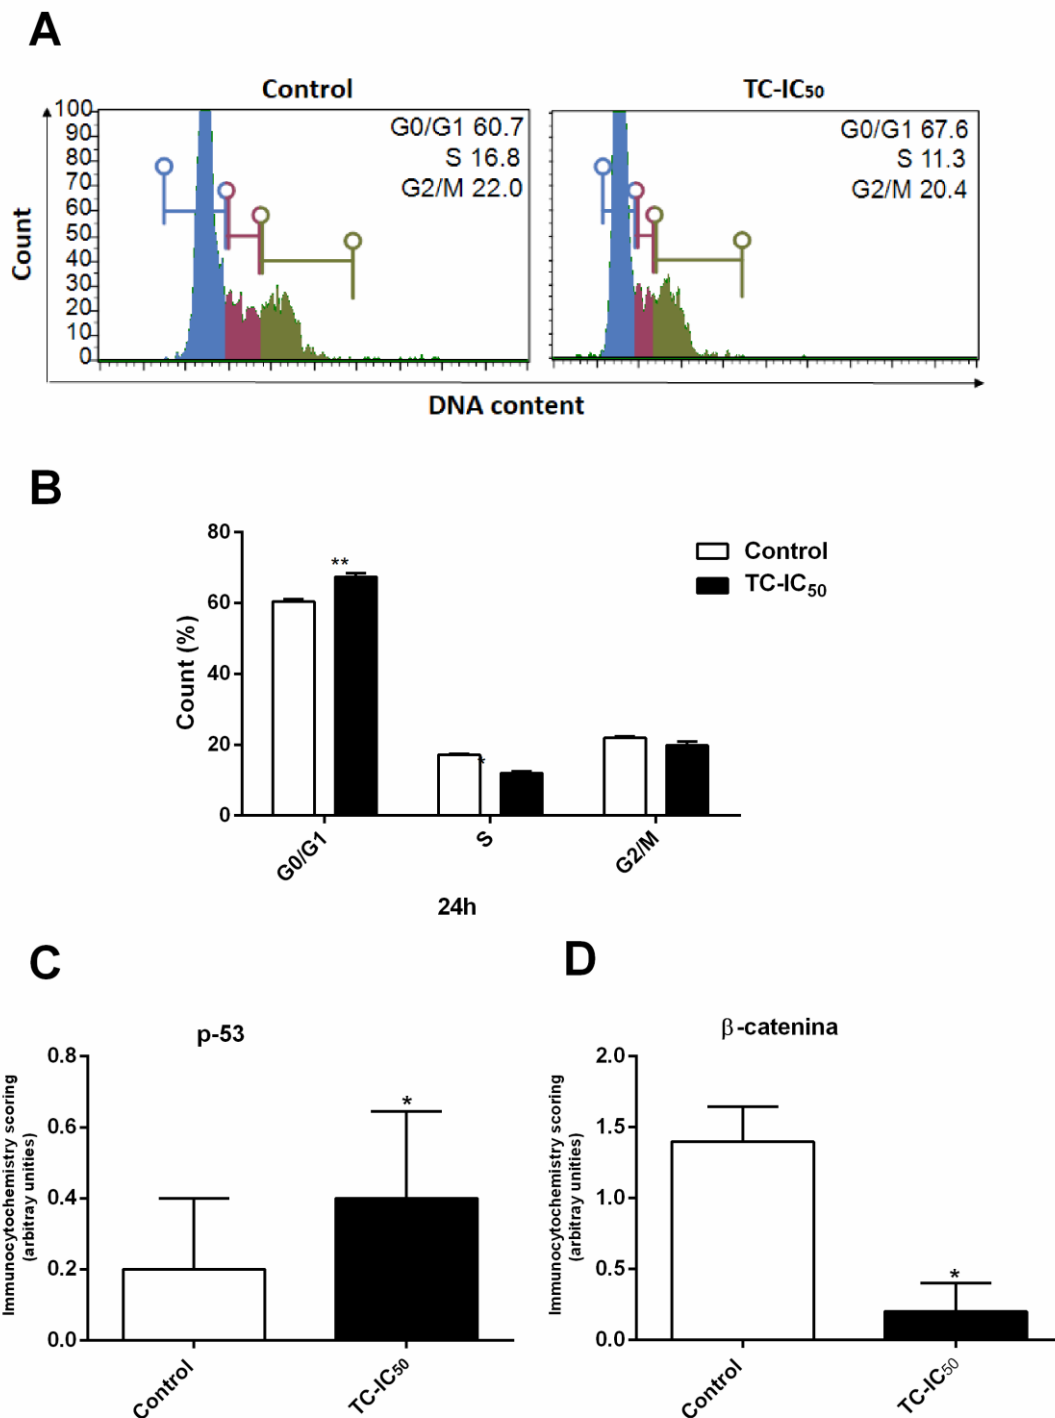 A
Control
TC-IC50
100
90
80
70
60
50
40
30
20
10
0
Count
G0/G1 60.7
S 16.8
G2/M 22.0
G0/G1 67.6
S 11.3
G2/M 20.4
DNA content
B
80
60
40
20
0
Count (%)
**
*
Control
TC-IC50
G0/G1
S
G2/M
24h
C
p-53
0.8
0.6
0.4
0.2
0.0
Immunocytochemistry scoring
(arbitray unities)
*
Control
TC-IC50
D
β-catenina
2.0
1.5
1.0
0.5
0.0
Immunocytochemistry scoring
(arbitray unities)
*
Control
TC-IC50